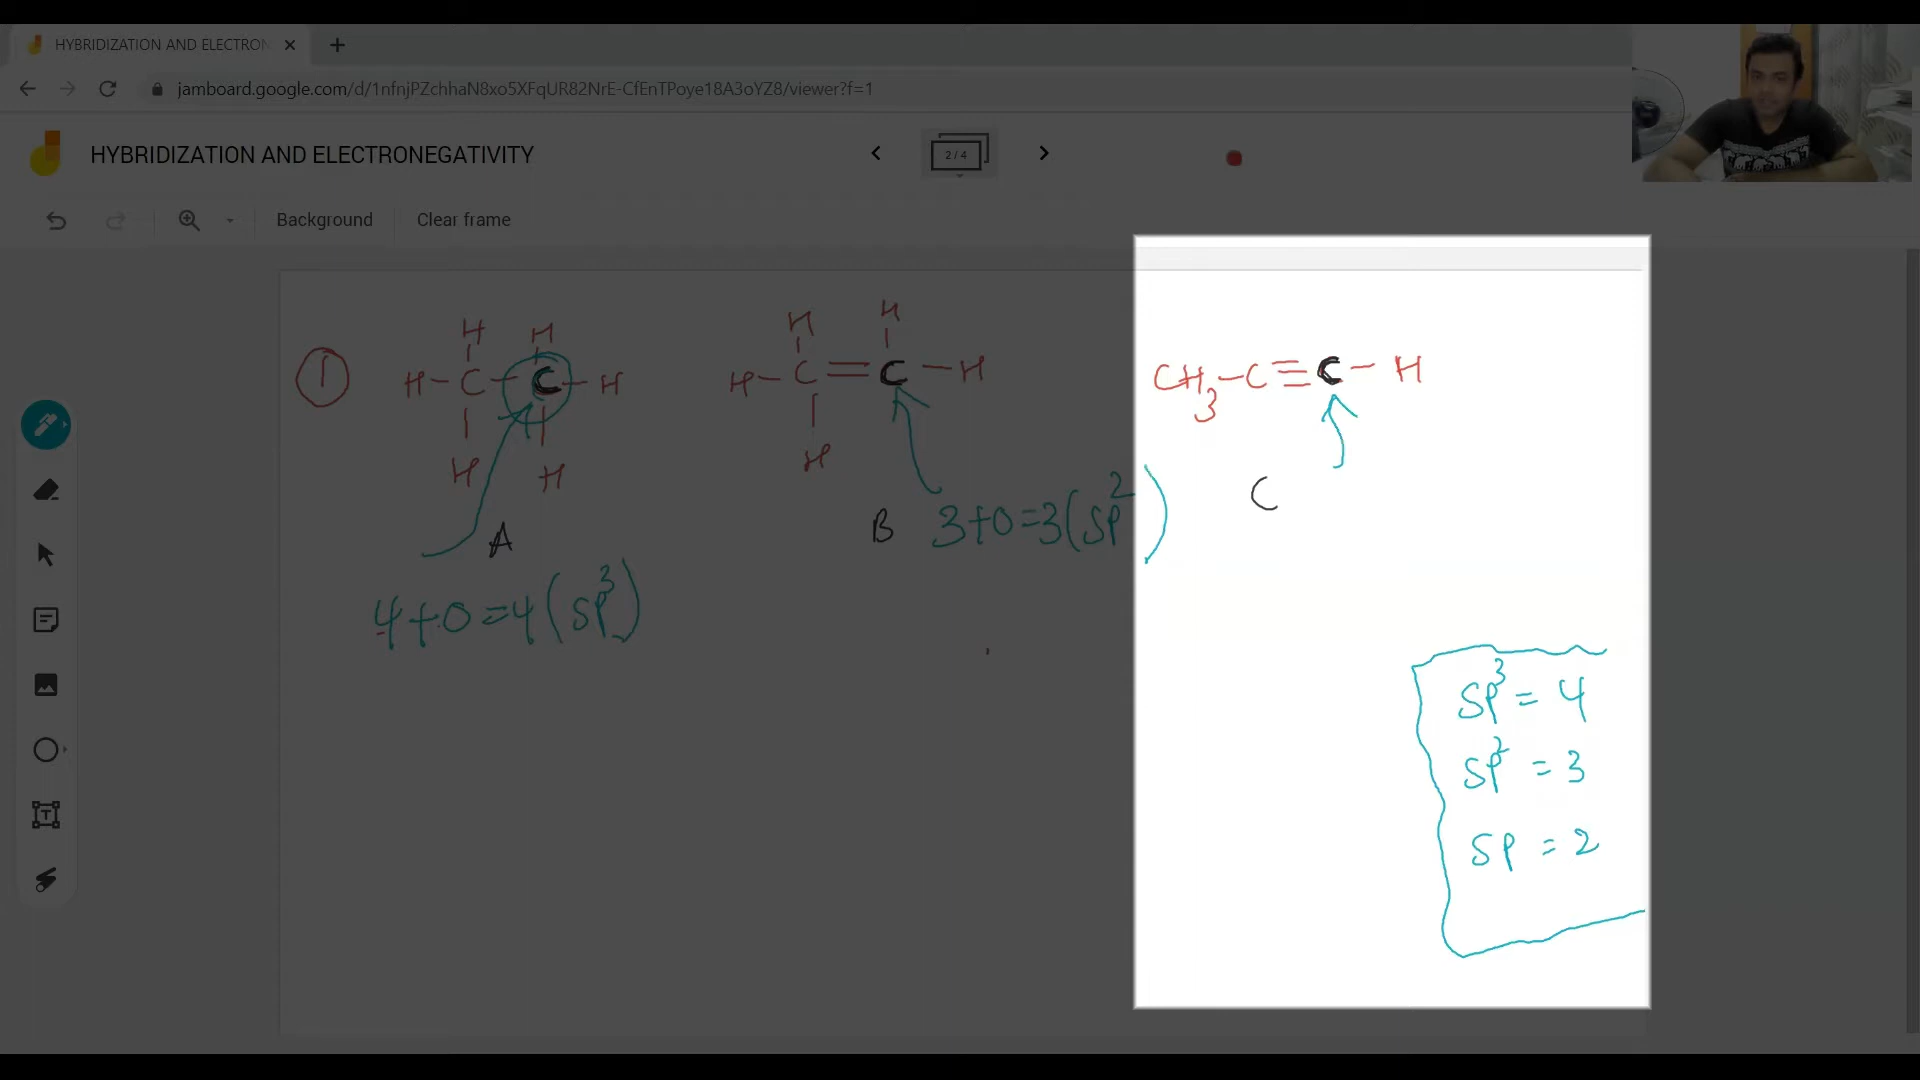 HYBRIDIZATION AND ELECTRON
jamboard.google.com/d/1nfnjPZchhaN8xo5XFqUR82NrE-CfEnTPoye18A3oYZ8/viewer?f=1
HYBRIDIZATION AND ELECTRONEGATIVITY
2 / 4
Background Clear frame
H H
H-C-C-H
H H
H H
H-C=C-H
H
CH3-C≡C-H
1
A
4+0=4(SP³)
B 3+0=3(SP²)
C
SP³ = 4
SP² = 3
SP = 2